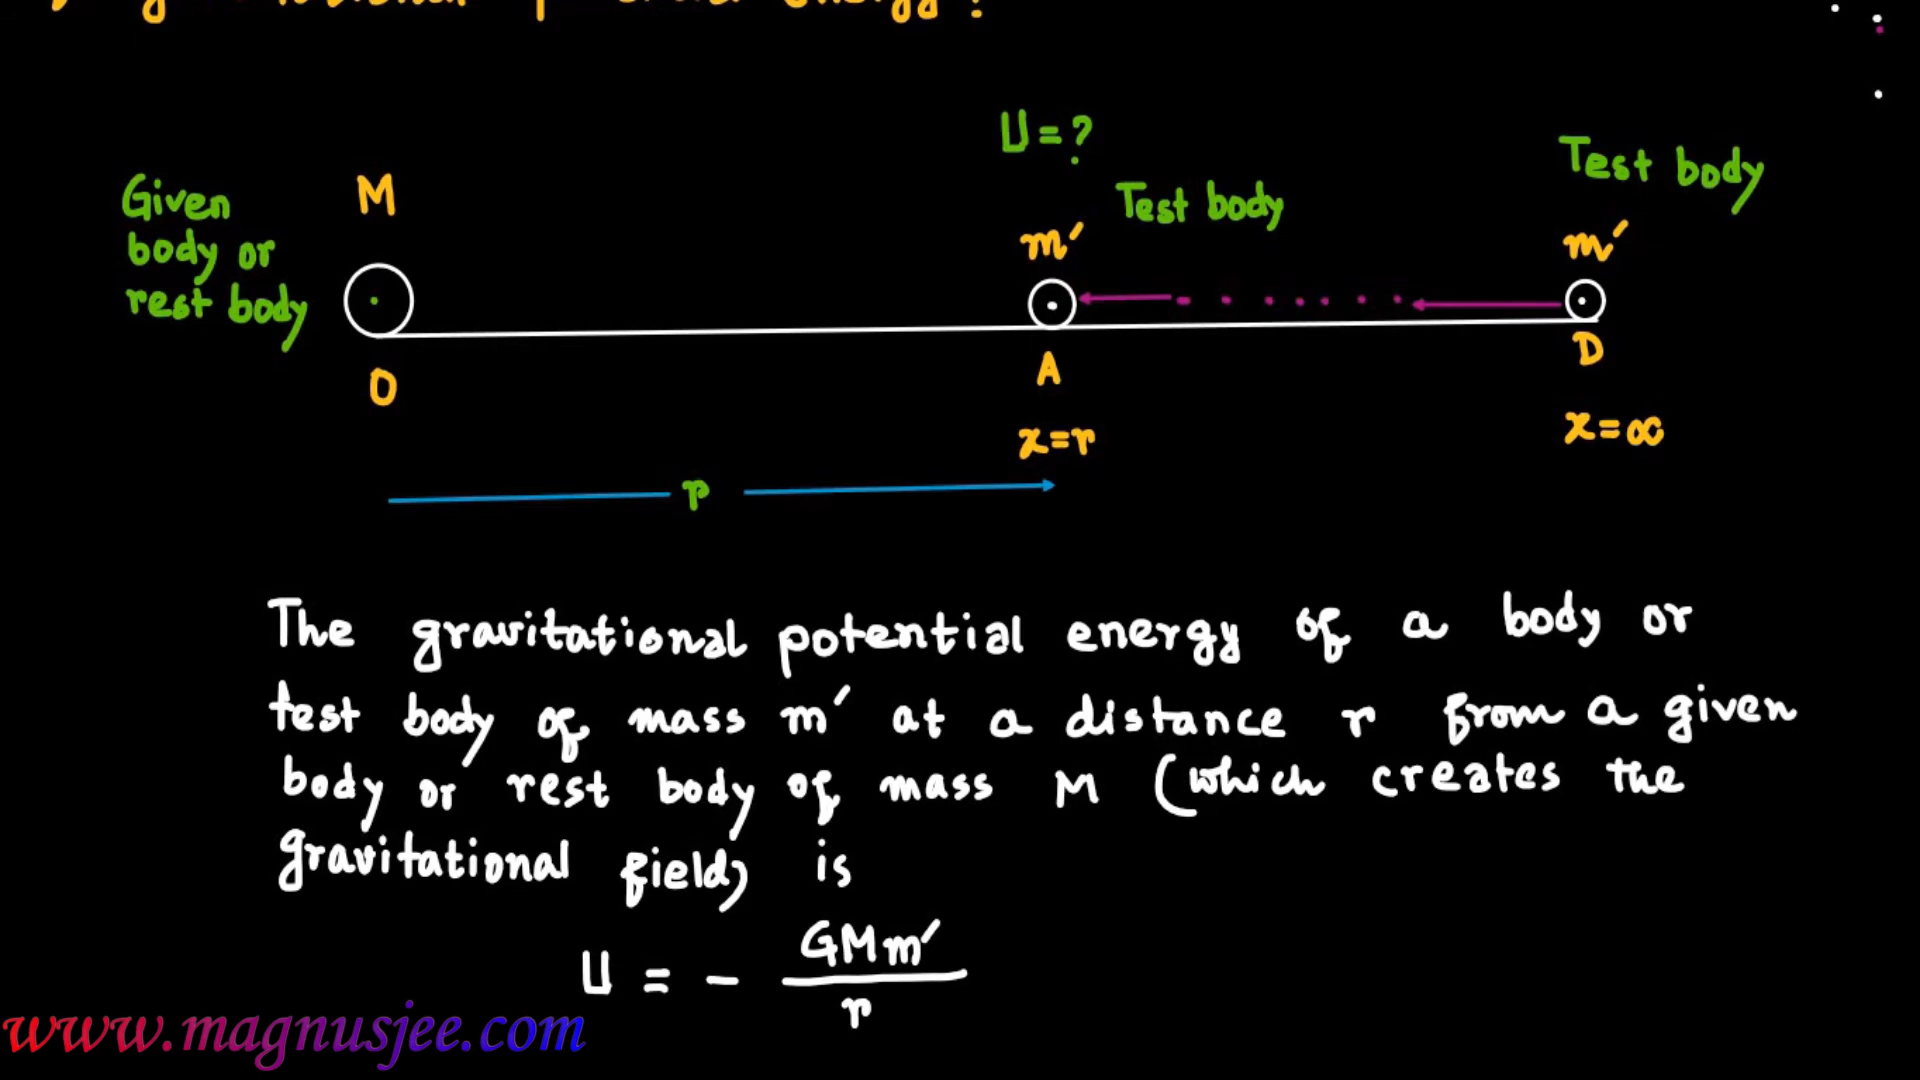 energy?
U = ?
Test body
Given
body or
rest body
M
Test body
m′
m′
O
A
D
x = r
x = ∞
r
The gravitational potential energy of a body or
test body of mass m′ at a distance r from a given
body or rest body of mass M (which creates the
gravitational field) is
U = - GMm′
r
www.magnusjee.com